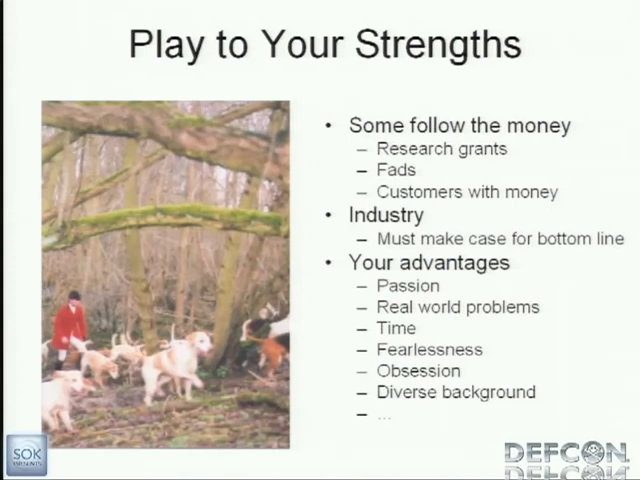 Play to Your Strengths
• Some follow the money
– Research grants
– Fads
– Customers with money
• Industry
– Must make case for bottom line
• Your advantages
– Passion
– Real world problems
– Time
– Fearlessness
– Obsession
– Diverse background
– ...
SOK
DEFCON